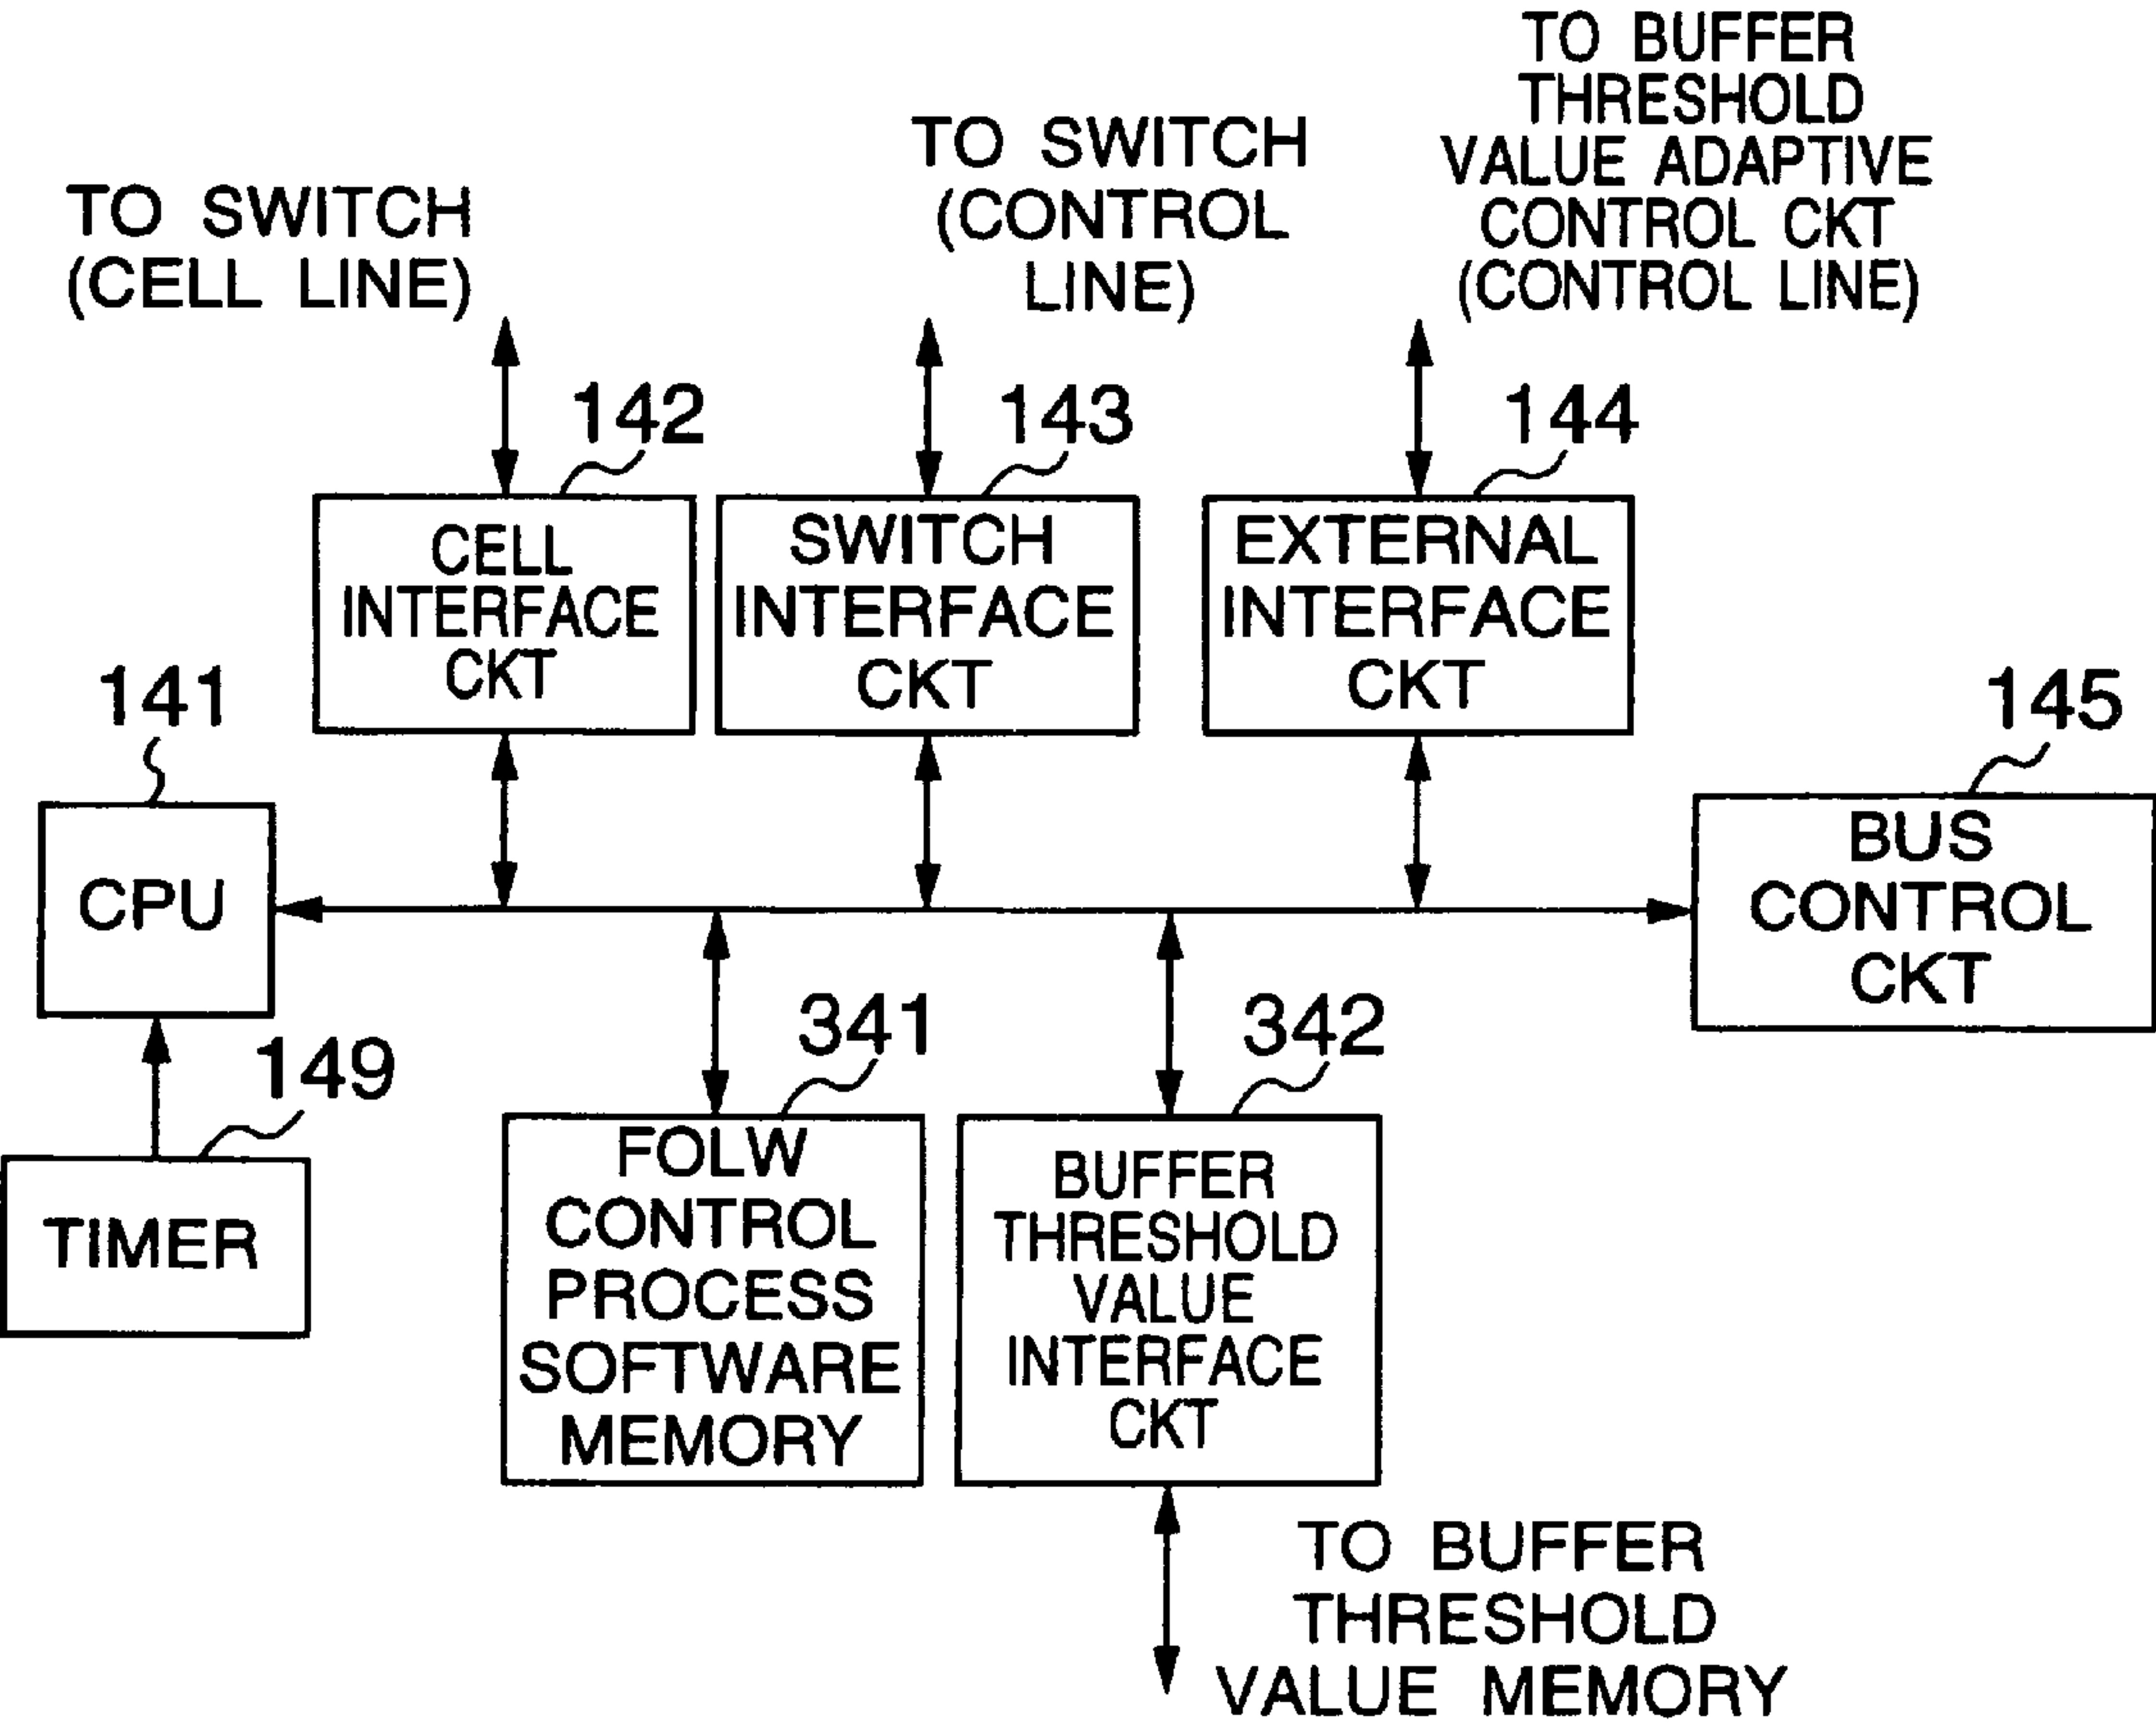 TO SWITCH
(CELL LINE)
TO SWITCH
(CONTROL
LINE)
TO BUFFER
THRESHOLD
VALUE ADAPTIVE
CONTROL CKT
(CONTROL LINE)
142
143
144
CELL
INTERFACE
CKT
SWITCH
INTERFACE
CKT
EXTERNAL
INTERFACE
CKT
141
145
CPU
BUS
CONTROL
CKT
149
341
342
TIMER
FOLW
CONTROL
PROCESS
SOFTWARE
MEMORY
BUFFER
THRESHOLD
VALUE
INTERFACE
CKT
TO BUFFER
THRESHOLD
VALUE MEMORY